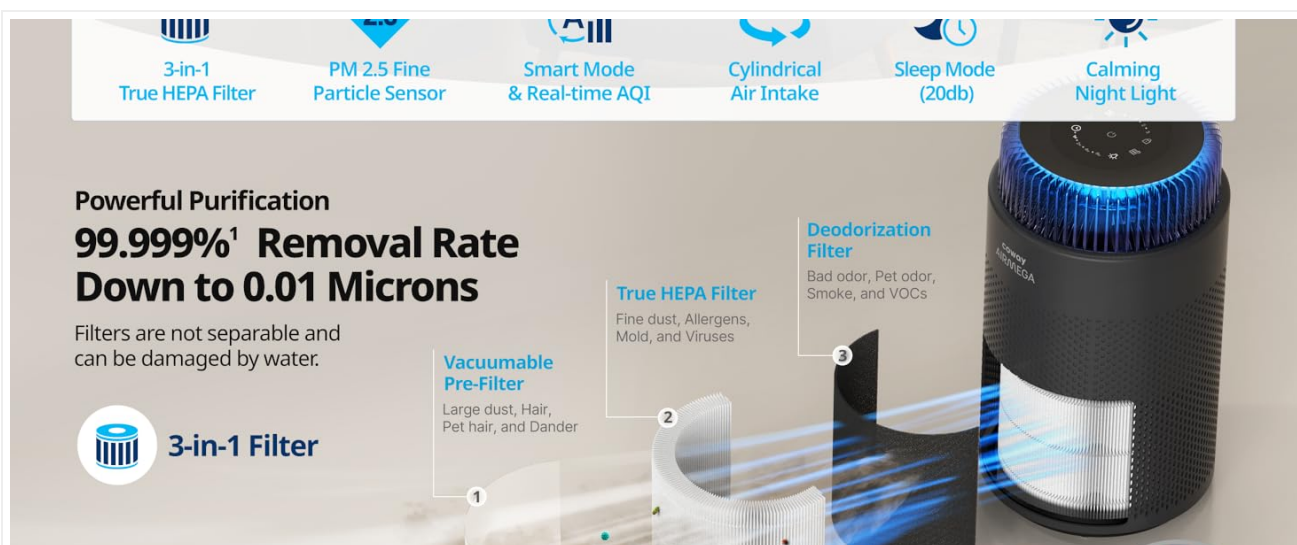 2.5
A
3-in-1
True HEPA Filter
PM 2.5 Fine
Particle Sensor
Smart Mode
& Real-time AQI
Cylindrical
Air Intake
Sleep Mode
(20db)
Calming
Night Light
Powerful Purification
99.999%¹ Removal Rate
Down to 0.01 Microns
Filters are not separable and
can be damaged by water.
3-in-1 Filter
Vacuumable
Pre-Filter
Large dust, Hair,
Pet hair, and Dander
1
True HEPA Filter
Fine dust, Allergens,
Mold, and Viruses
2
Deodorization
Filter
Bad odor, Pet odor,
Smoke, and VOCs
3
coway
AIRMEGA